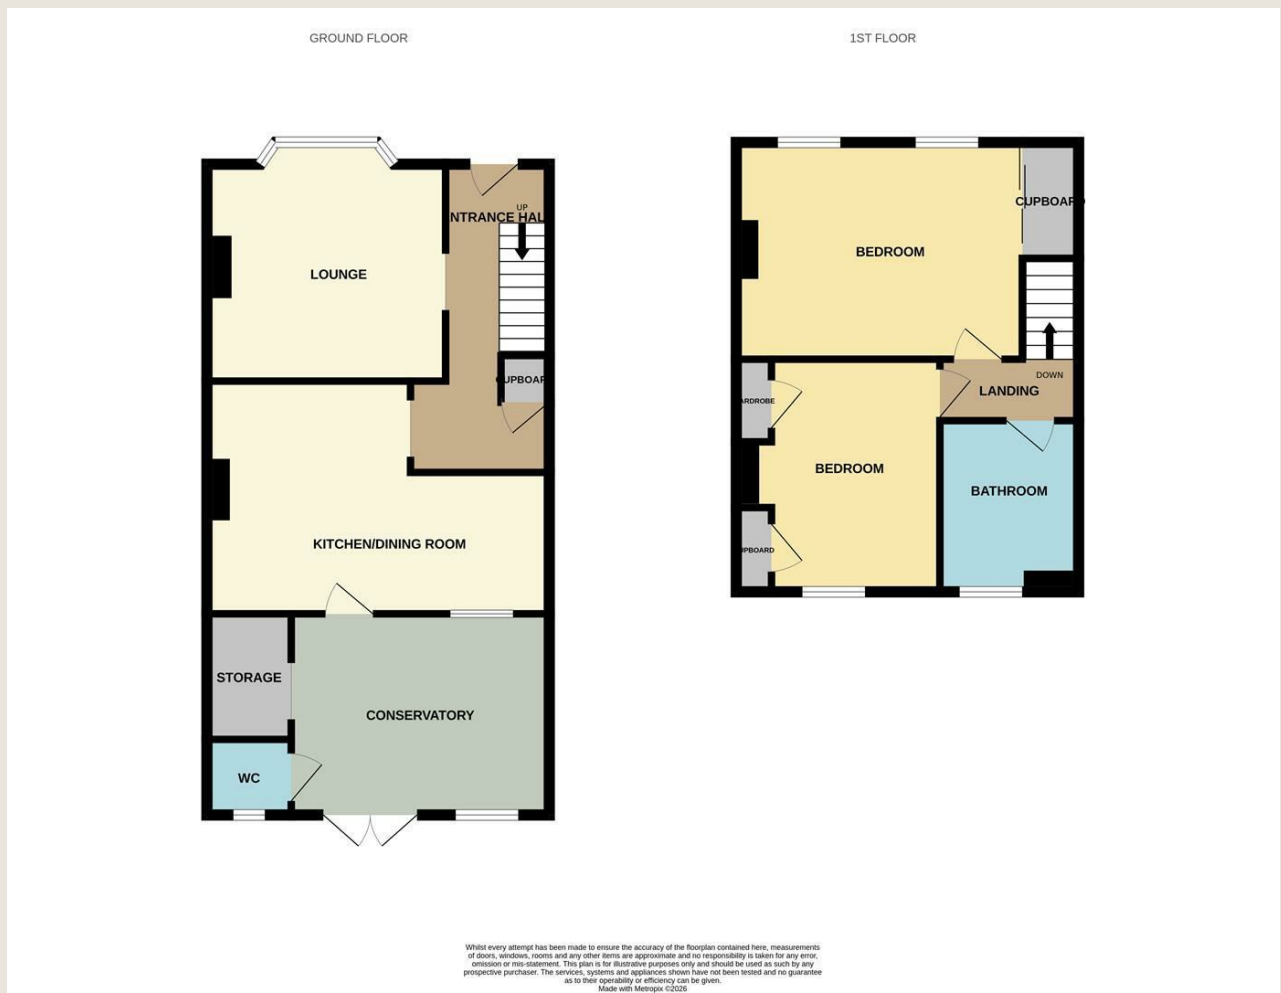 GROUND FLOOR
1ST FLOOR
LOUNGE
UP
NTRANCE HAL
CUPBOAR
KITCHEN/DINING ROOM
STORAGE
CONSERVATORY
WC
BEDROOM
CUPBOARD
DOWN
LANDING
ARDROBE
BEDROOM
BATHROOM
UPBOARD
Whilst every attempt has been made to ensure the accuracy of the floorplan contained here, measurements
of doors, windows, rooms and any other items are approximate and no responsibility is taken for any error,
omission or mis-statement. This plan is for illustrative purposes only and should be used as such by any
prospective purchaser. The services, systems and appliances shown have not been tested and no guarantee
as to their operability or efficiency can be given.
Made with Metropix ©2026